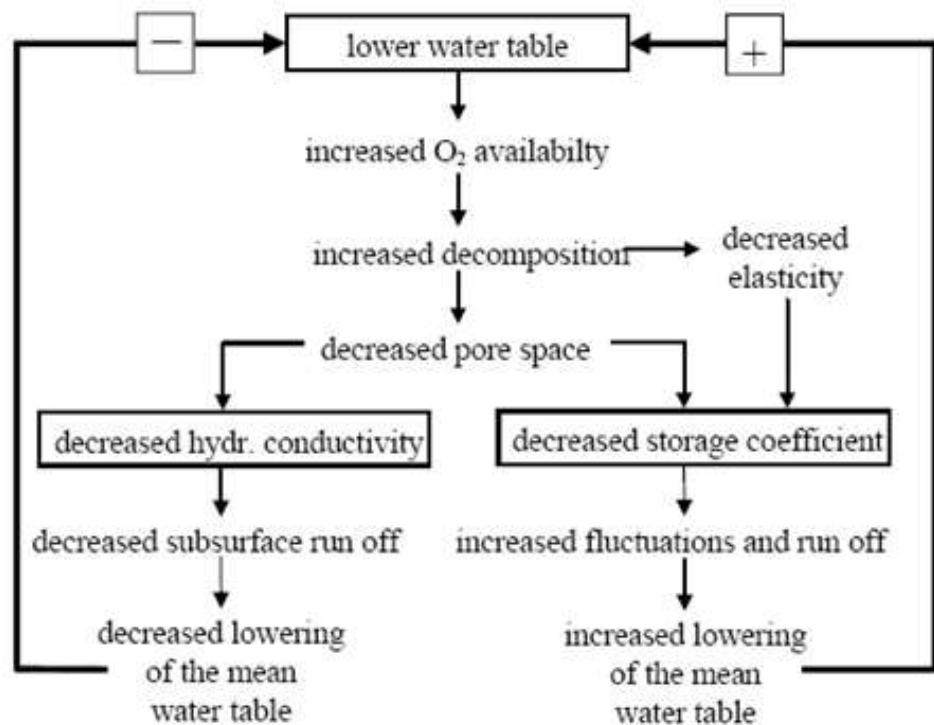 −
lower water table
+
increased O₂ availabilty
increased decomposition
decreased
elasticity
decreased pore space
decreased hydr. conductivity
decreased storage coefficient
decreased subsurface run off
increased fluctuations and run off
decreased lowering
of the mean
water table
increased lowering
of the mean
water table